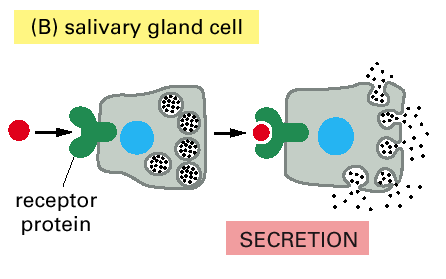 (B) salivary gland cell
receptor
protein
SECRETION